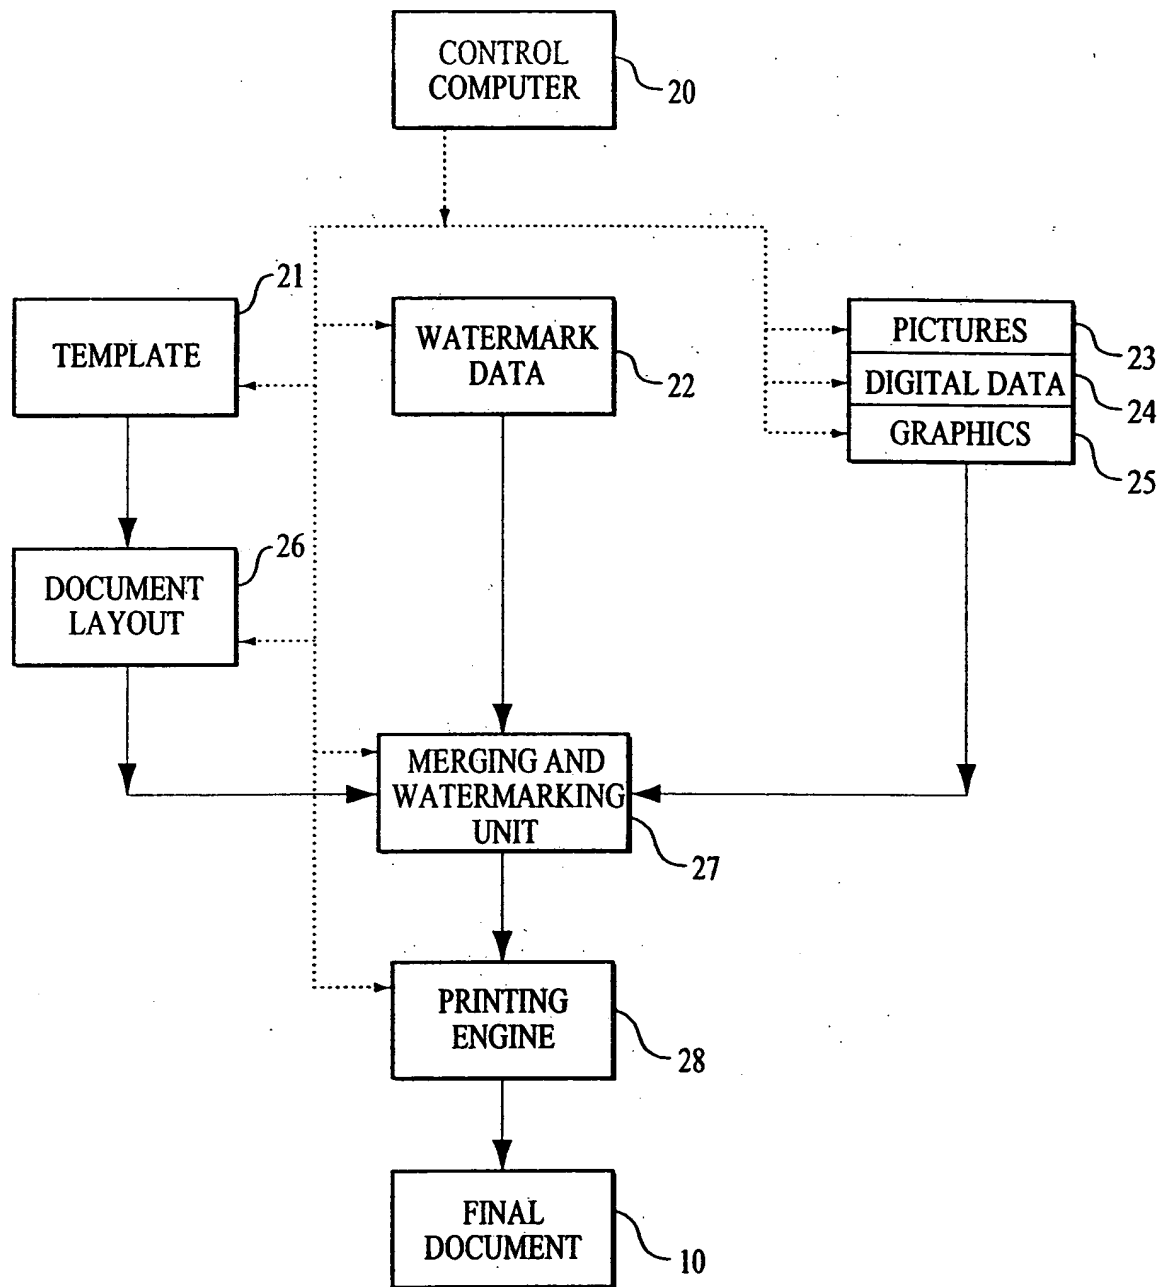 CONTROL
COMPUTER
20
21
TEMPLATE
WATERMARK
DATA
22
PICTURES
23
DIGITAL DATA
24
GRAPHICS
25
26
DOCUMENT
LAYOUT
MERGING AND
WATERMARKING
UNIT
27
PRINTING
ENGINE
28
FINAL
DOCUMENT
10